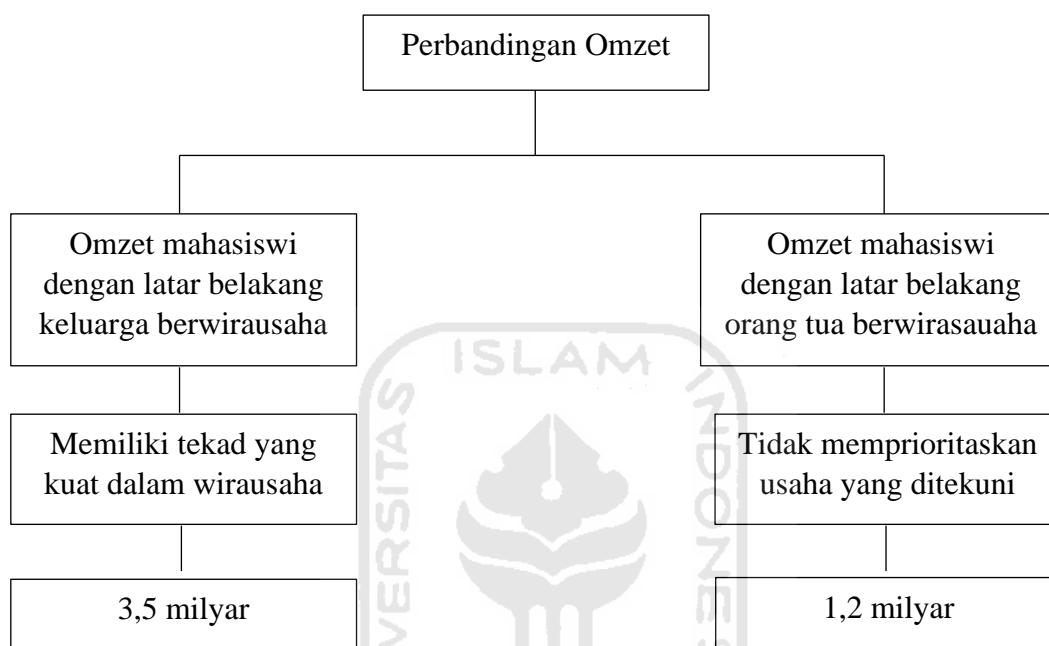 Perbandingan Omzet
Omzet mahasiswi
dengan latar belakang
keluarga berwirausaha
Omzet mahasiswi
dengan latar belakang
orang tua berwirasauaha
Memiliki tekad yang
kuat dalam wirausaha
Tidak memprioritaskan
usaha yang ditekuni
3,5 milyar
1,2 milyar
ISLAM